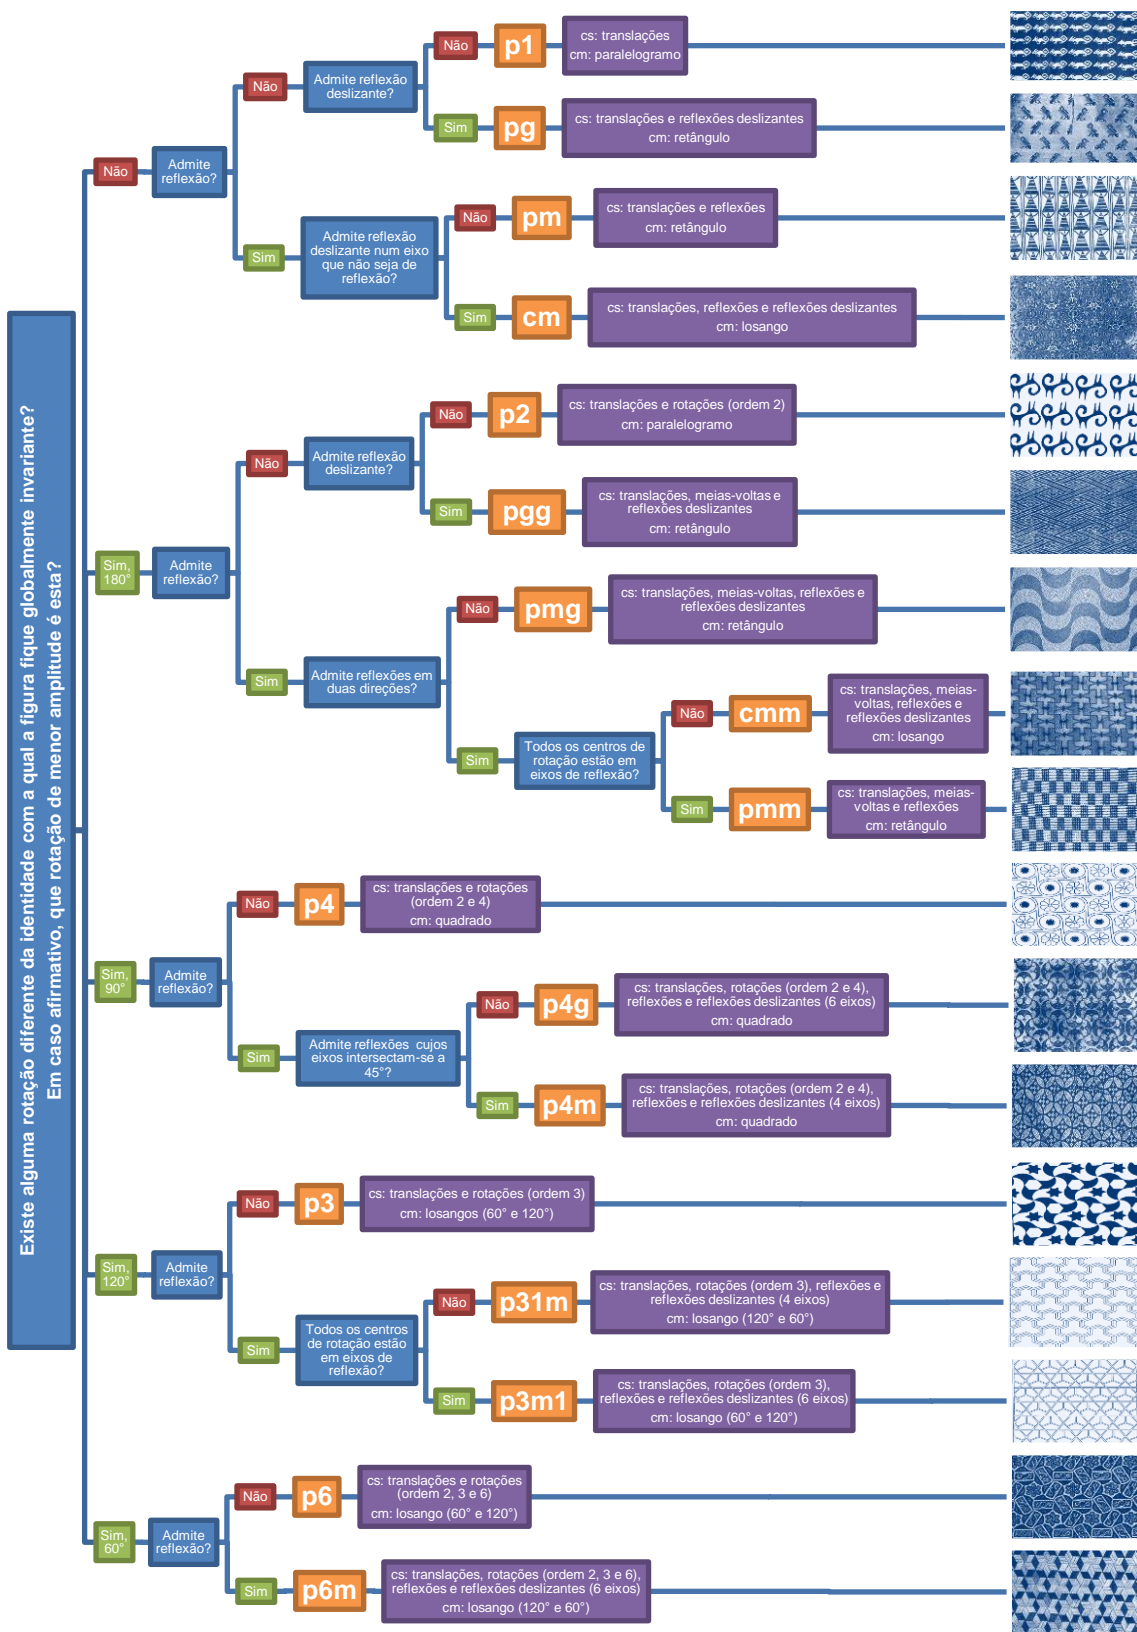 Existe alguma rotação diferente da identidade com a qual a figura fique globalmente invariante?
Em caso afirmativo, que rotação de menor amplitude é esta?
Não
Admite
reflexão?
Não
Admite reflexão
deslizante?
Não
p1
cs: translações
cm: paralelogramo
Sim
pg
cs: translações e reflexões deslizantes
cm: retângulo
Sim
Admite reflexão
deslizante num eixo
que não seja de
reflexão?
Não
pm
cs: translações e reflexões
cm: retângulo
Sim
cm
cs: translações, reflexões e reflexões deslizantes
cm: losango
Sim,
180°
Admite
reflexão?
Não
Admite reflexão
deslizante?
Não
p2
cs: translações e rotações (ordem 2)
cm: paralelogramo
Sim
pgg
cs: translações, meias-voltas e
reflexões deslizantes
cm: retângulo
Sim
Admite reflexões em
duas direções?
Não
pmg
cs: translações, meias-voltas, reflexões e
reflexões deslizantes
cm: retângulo
Sim
Todos os centros de
rotação estão em
eixos de reflexão?
Não
cmm
cs: translações, meias-
voltas, reflexões e
reflexões deslizantes
cm: losango
Sim
pmm
cs: translações, meias-
voltas e reflexões
cm: retângulo
Sim,
90°
Admite
reflexão?
Não
p4
cs: translações e rotações
(ordem 2 e 4)
cm: quadrado
Sim
Admite reflexões cujos
eixos intersectam-se a
45°?
Não
p4g
cs: translações, rotações (ordem 2 e 4),
reflexões e reflexões deslizantes (6 eixos)
cm: quadrado
Sim
p4m
cs: translações, rotações (ordem 2 e 4),
reflexões e reflexões deslizantes (4 eixos)
cm: quadrado
Sim,
120°
Admite
reflexão?
Não
p3
cs: translações e rotações (ordem 3)
cm: losangos (60° e 120°)
Sim
Todos os centros
de rotação estão
em eixos de
reflexão?
Não
p31m
cs: translações, rotações (ordem 3), reflexões e
reflexões deslizantes (4 eixos)
cm: losango (120° e 60°)
Sim
p3m1
cs: translações, rotações (ordem 3),
reflexões e reflexões deslizantes (6 eixos)
cm: losango (60° e 120°)
Sim,
60°
Admite
reflexão?
Não
p6
cs: translações e rotações
(ordem 2, 3 e 6)
cm: losango (60° e 120°)
Sim
p6m
cs: translações, rotações (ordem 2, 3 e 6),
reflexões e reflexões deslizantes (6 eixos)
cm: losango (120° e 60°)